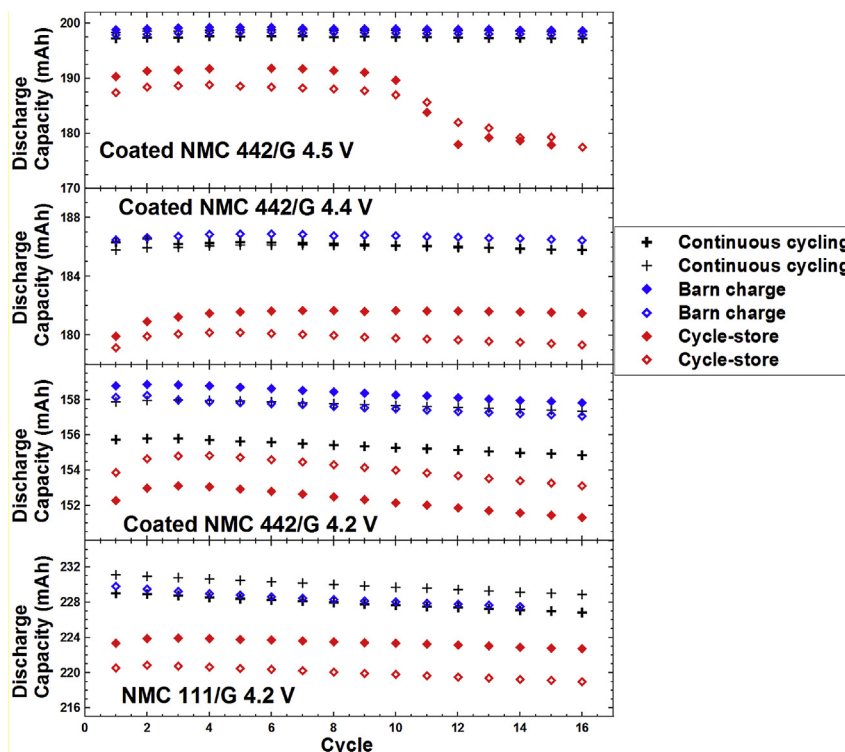 200
190
180
170
Discharge
Capacity (mAh)
Coated NMC 442/G 4.5 V
Coated NMC 442/G 4.4 V
188
184
180
Discharge
Capacity (mAh)
Continuous cycling
Continuous cycling
Barn charge
Barn charge
Cycle-store
Cycle-store
158
156
154
152
Discharge
Capacity (mAh)
Coated NMC 442/G 4.2 V
232
228
224
220
216
Discharge
Capacity (mAh)
NMC 111/G 4.2 V
0 2 4 6 8 10 12 14 16
Cycle